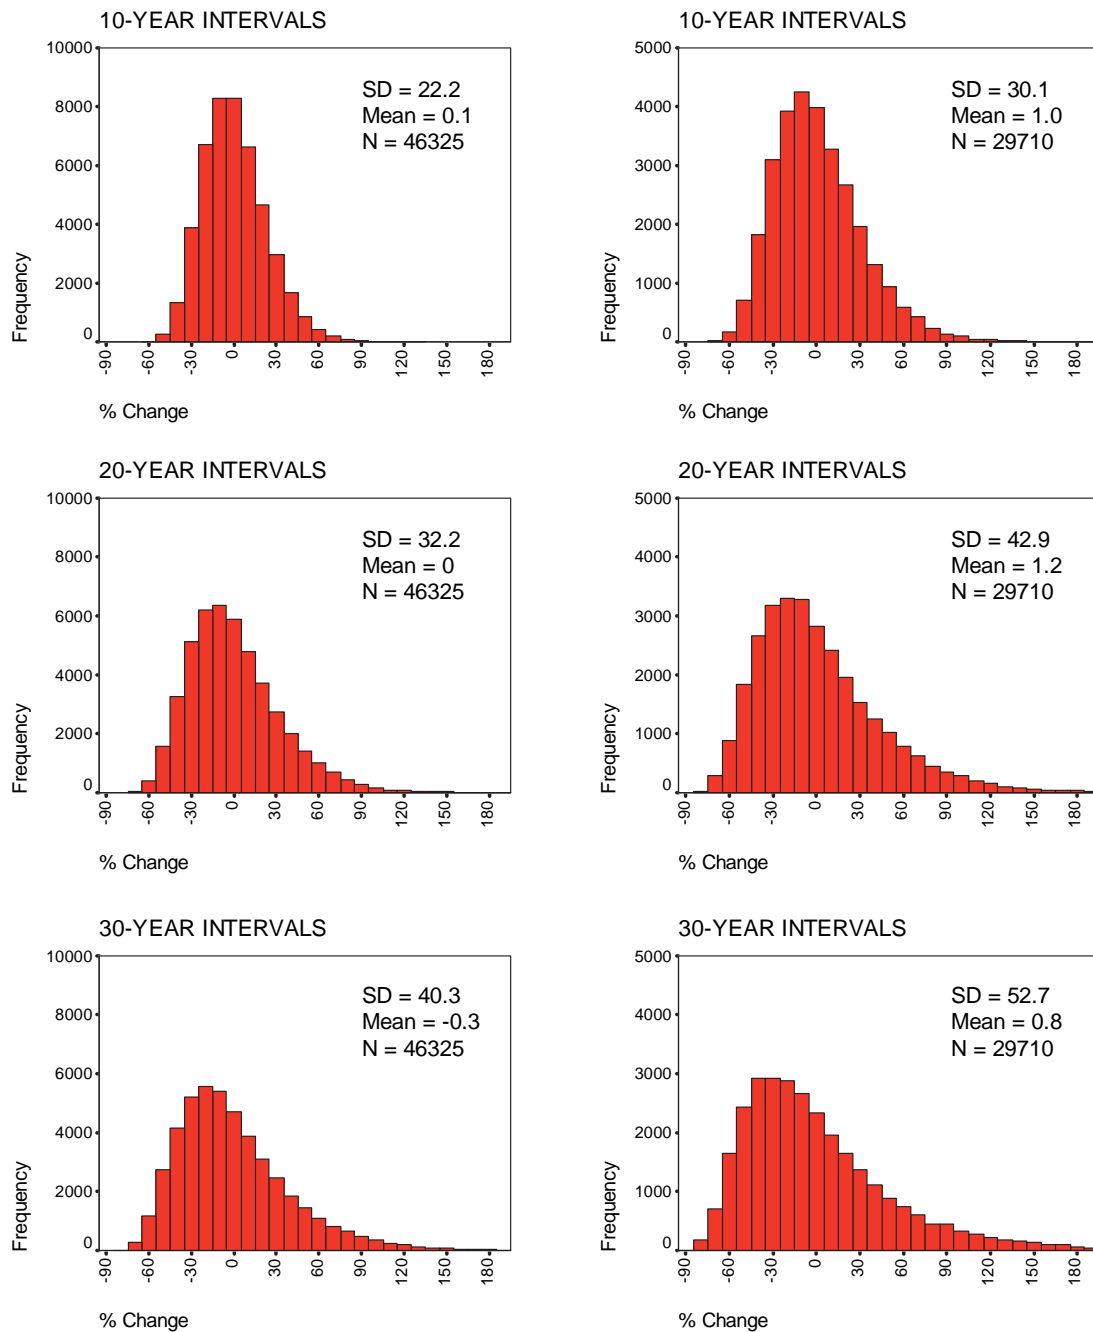 10-YEAR INTERVALS
10000
8000
6000
4000
2000
0
Frequency
SD = 22.2
Mean = 0.1
N = 46325
-90 -60 -30 0 30 60 90 120 150 180
% Change
10-YEAR INTERVALS
5000
4000
3000
2000
1000
0
Frequency
SD = 30.1
Mean = 1.0
N = 29710
-90 -60 -30 0 30 60 90 120 150 180
% Change
20-YEAR INTERVALS
10000
8000
6000
4000
2000
0
Frequency
SD = 32.2
Mean = 0
N = 46325
-90 -60 -30 0 30 60 90 120 150 180
% Change
20-YEAR INTERVALS
5000
4000
3000
2000
1000
0
Frequency
SD = 42.9
Mean = 1.2
N = 29710
-90 -60 -30 0 30 60 90 120 150 180
% Change
30-YEAR INTERVALS
10000
8000
6000
4000
2000
0
Frequency
SD = 40.3
Mean = -0.3
N = 46325
-90 -60 -30 0 30 60 90 120 150 180
% Change
30-YEAR INTERVALS
5000
4000
3000
2000
1000
0
Frequency
SD = 52.7
Mean = 0.8
N = 29710
-90 -60 -30 0 30 60 90 120 150 180
% Change